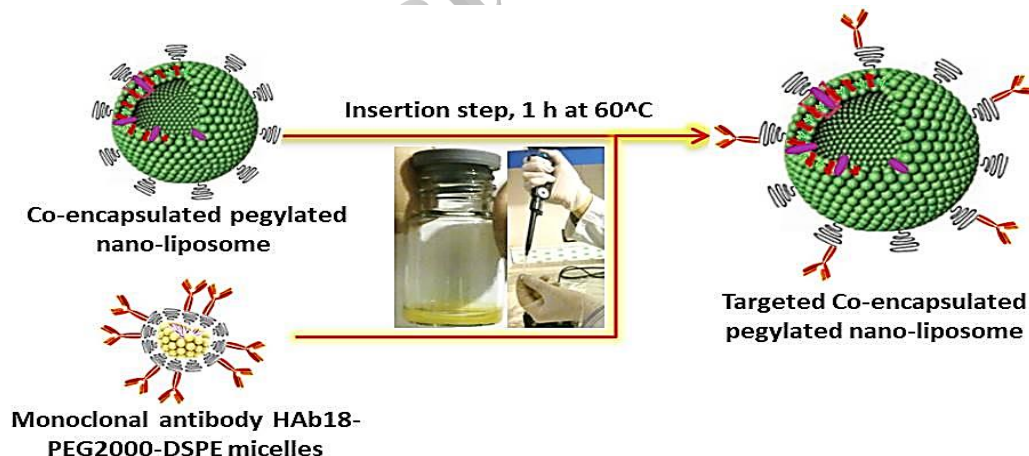 Insertion step, 1 h at 60^C
Co-encapsulated pegylated
nano-liposome
Targeted Co-encapsulated
pegylated nano-liposome
Monoclonal antibody HAb18-
PEG2000-DSPE micelles